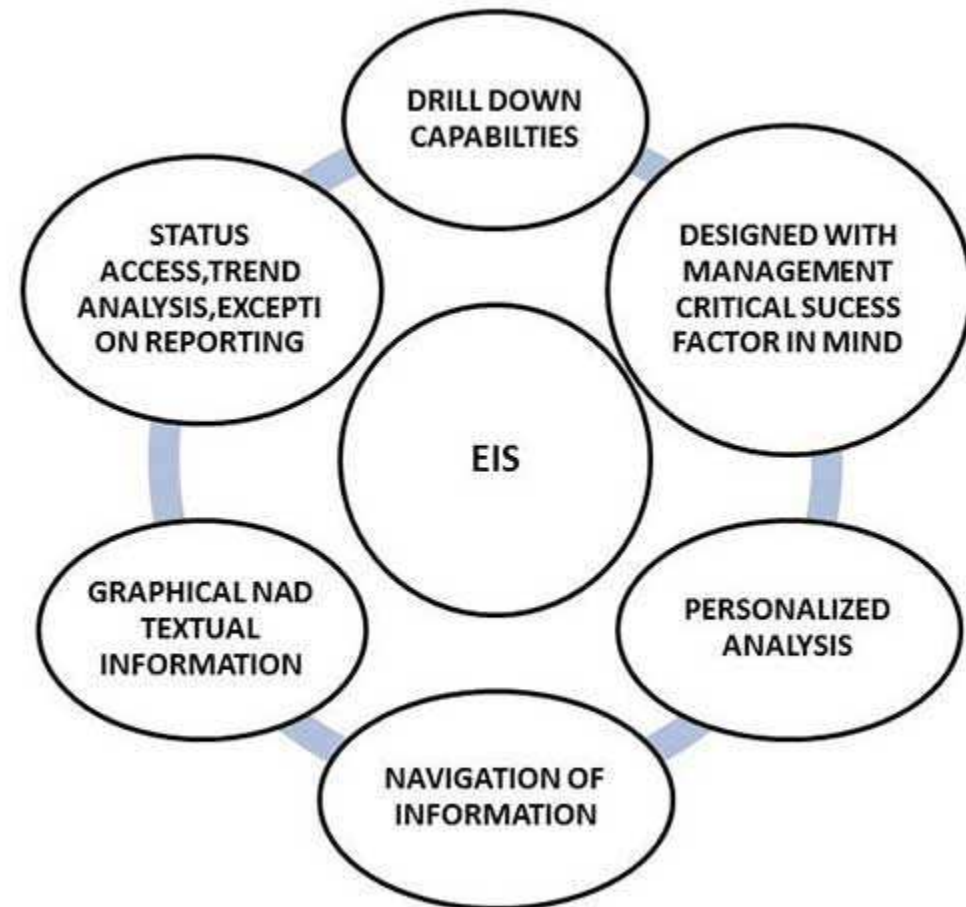 DRILL DOWN
CAPABILTIES
DESIGNED WITH
MANAGEMENT
CRITICAL SUCESS
FACTOR IN MIND
PERSONALIZED
ANALYSIS
NAVIGATION OF
INFORMATION
GRAPHICAL NAD
TEXTUAL
INFORMATION
STATUS
ACCESS,TREND
ANALYSIS,EXCEPTI
ON REPORTING
EIS